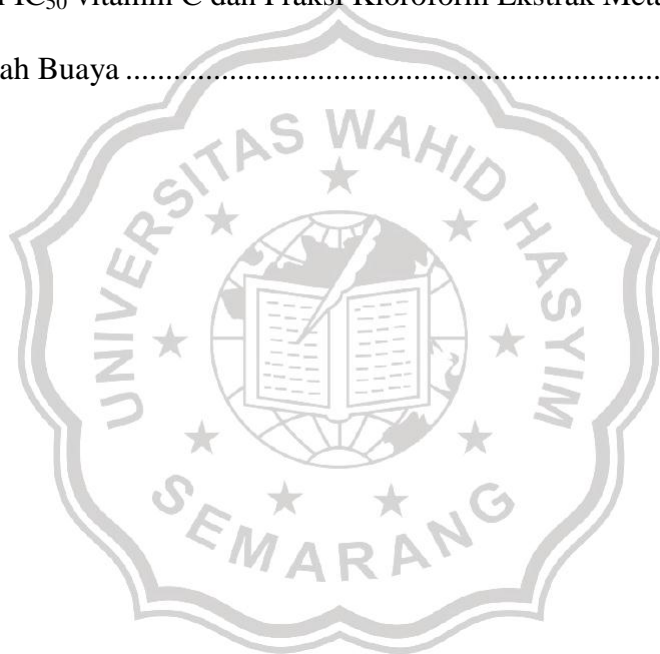 IC₅₀ vitamin C dan Fraksi Kloroform Ekstrak Meta
ah Buaya ..................................................................
UNIVERSITAS WAHID HASYIM
SEMARANG